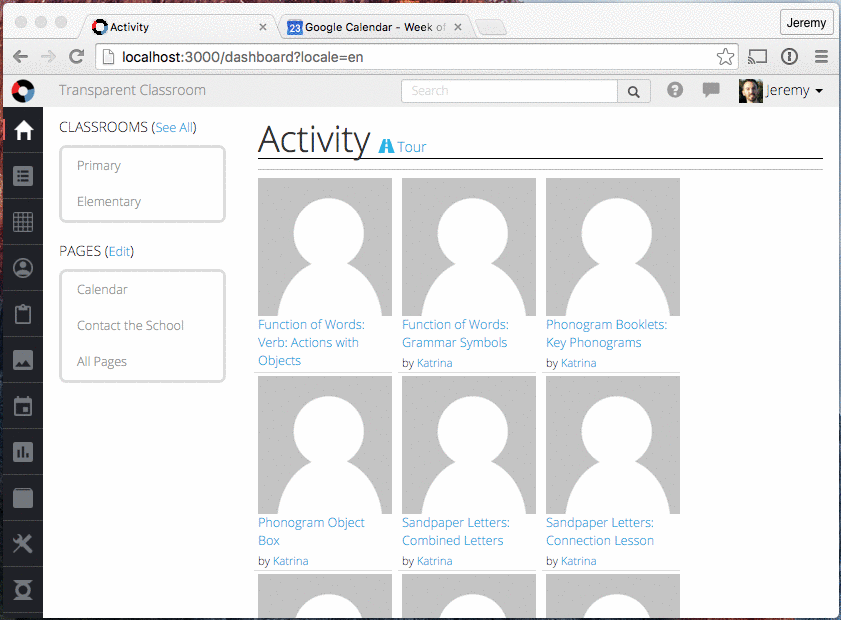 Activity
23
Google Calendar - Week of
Jeremy
localhost:3000/dashboard?locale=en
Transparent Classroom
Search
?
Jeremy
CLASSROOMS (See All)
Primary
Elementary
PAGES (Edit)
Calendar
Contact the School
All Pages
Activity Tour
Function of Words:
Verb: Actions with
Objects
Function of Words:
Grammar Symbols
by Katrina
Phonogram Booklets:
Key Phonograms
by Katrina
Phonogram Object
Box
by Katrina
Sandpaper Letters:
Combined Letters
by Katrina
Sandpaper Letters:
Connection Lesson
by Katrina